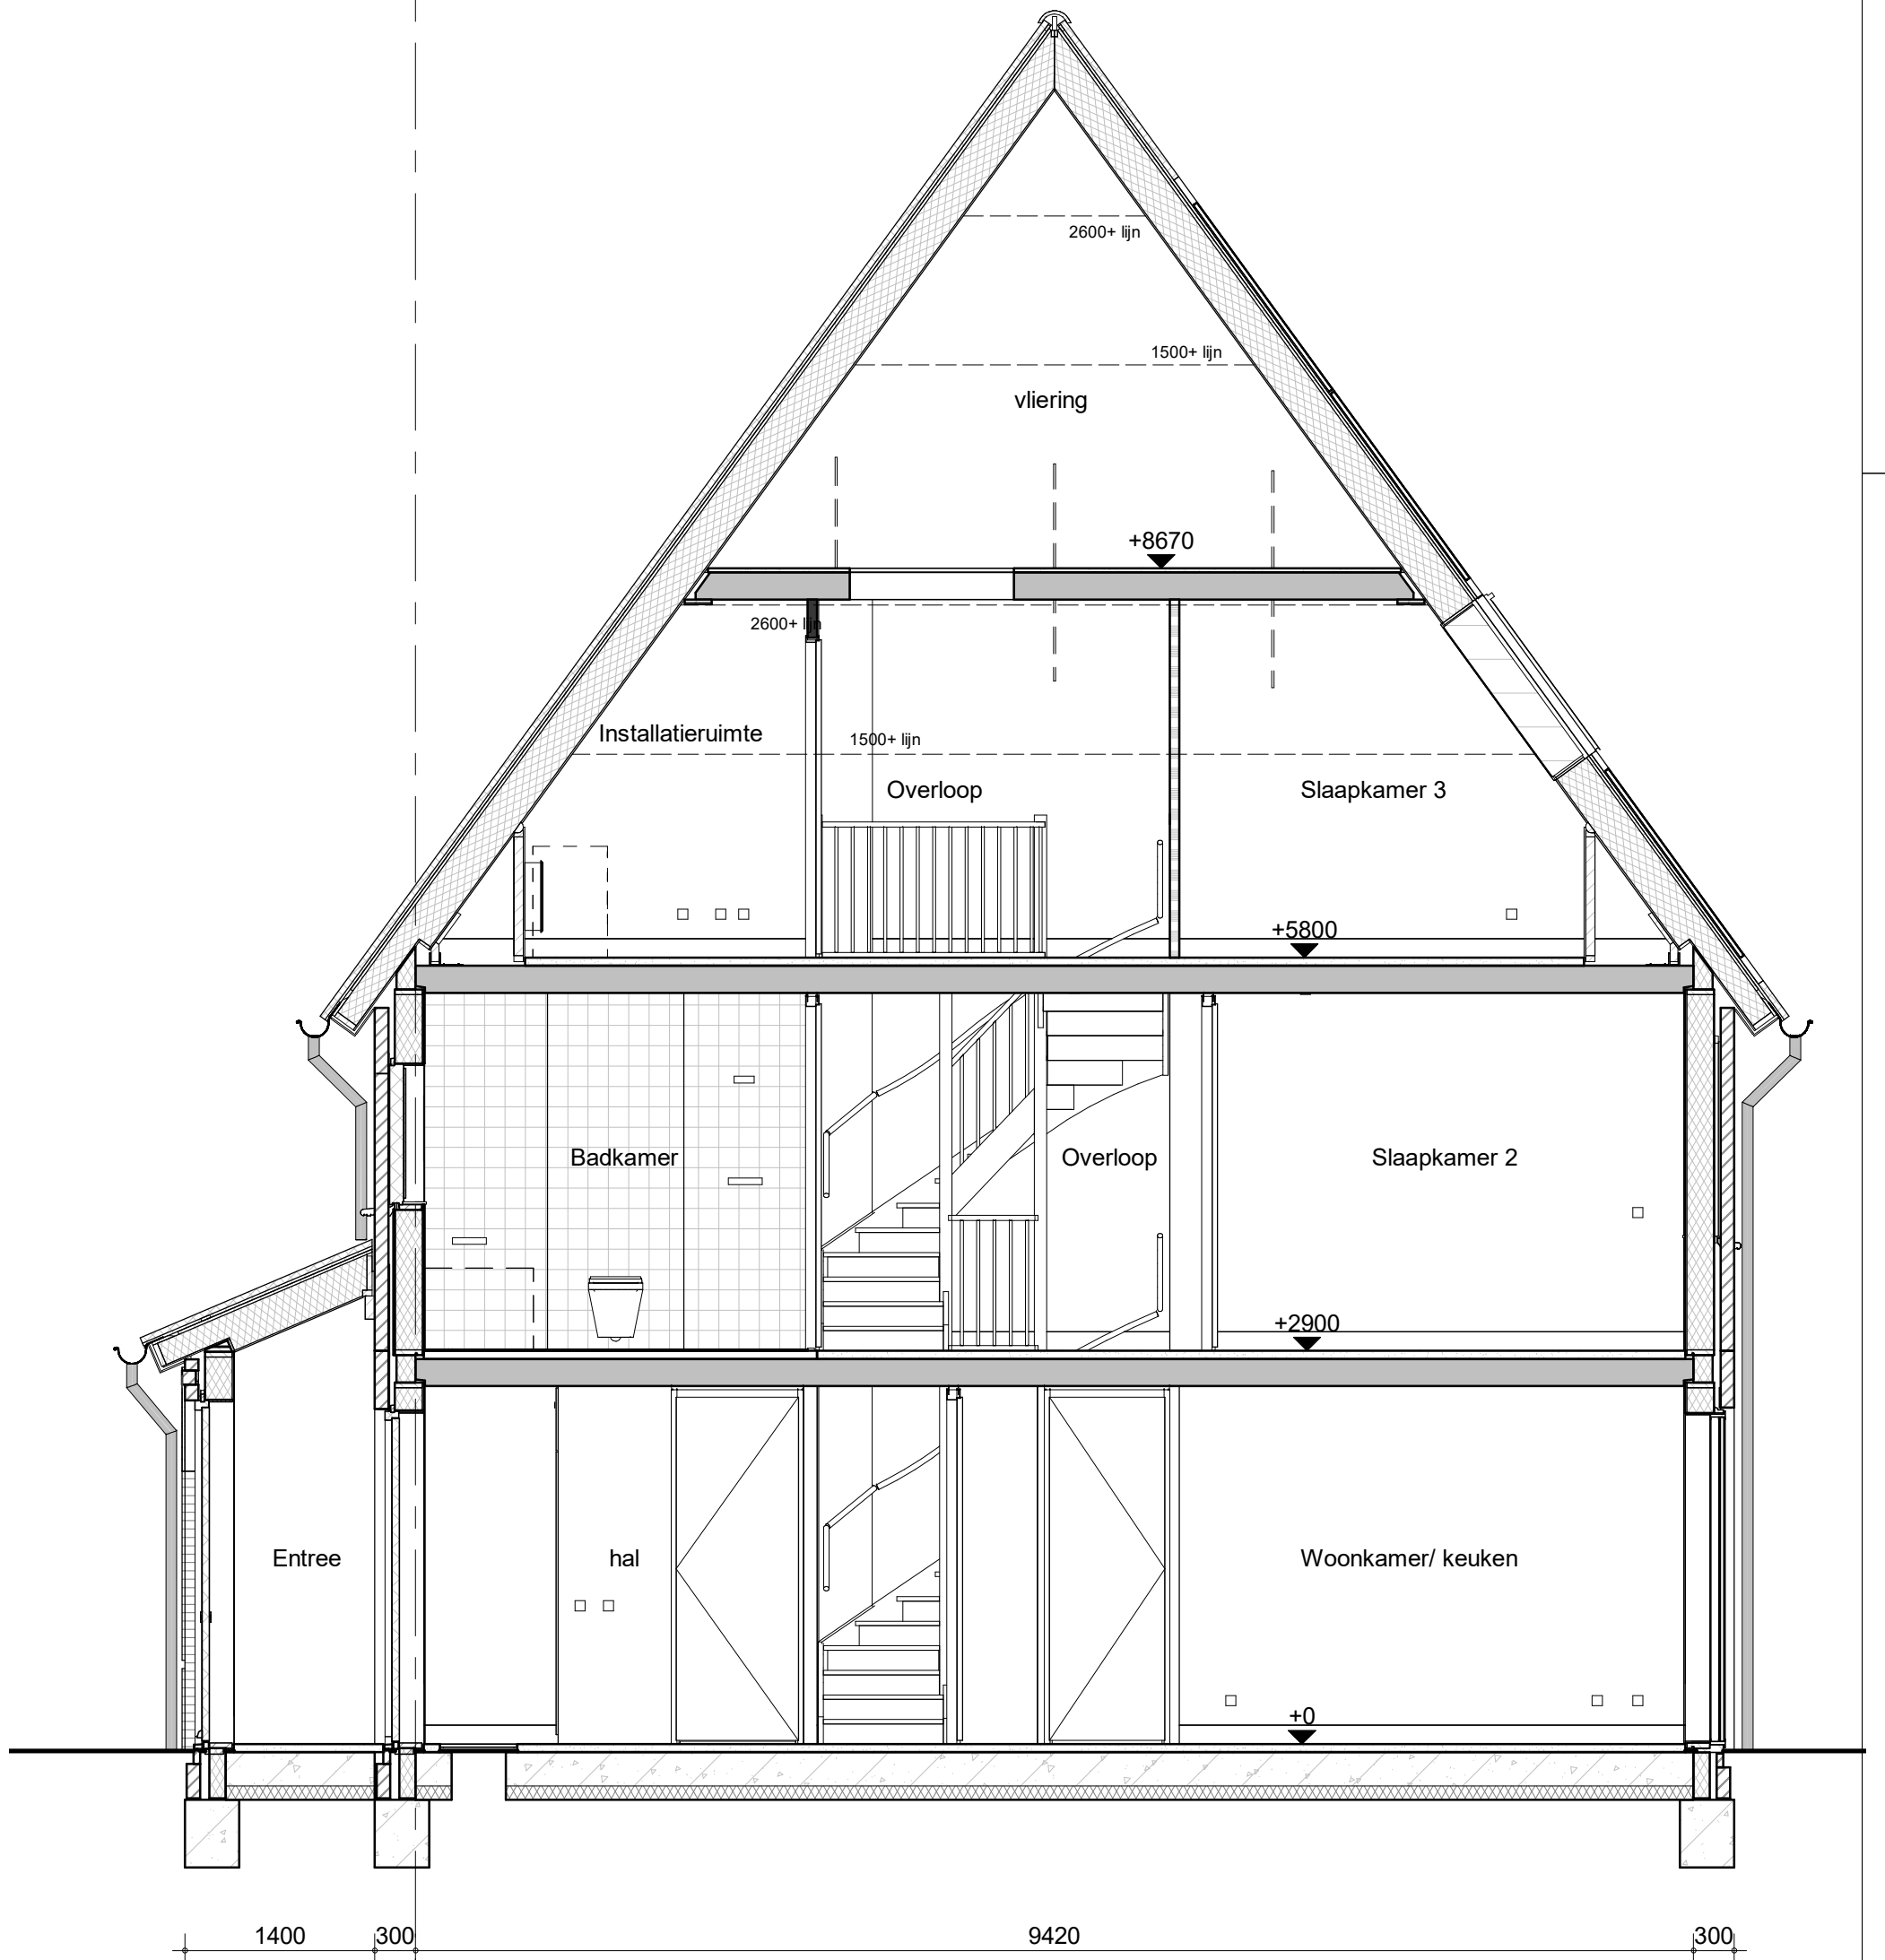 2600+ lijn
1500+ lijn
vliering
+8670
2600+ lijn
Installatieruimte
1500+ lijn
Overloop
Slaapkamer 3
+5800
Badkamer
Overloop
Slaapkamer 2
+2900
Entree
hal
Woonkamer/ keuken
+0
1400
300
9420
300